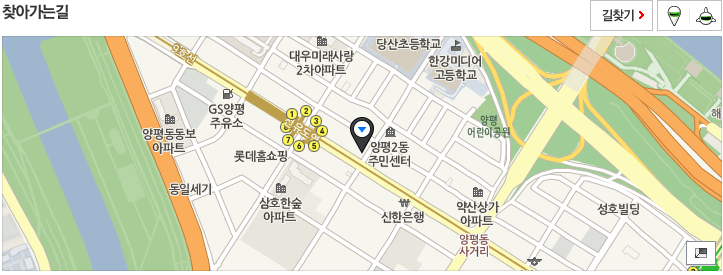 찾아가는길
길찾기
9호선
대우미래사랑
2차아파트
당산초등학교
한강미디어
고등학교
GS양평
주유소
1
2
3
4
5
6
7
8
양평
어린이공원
양평동동보
아파트
양평2동
주민센터
롯데홈쇼핑
동일세기
삼호한숲
아파트
신한은행
약산상가
아파트
성호빌딩
양평동
사거리